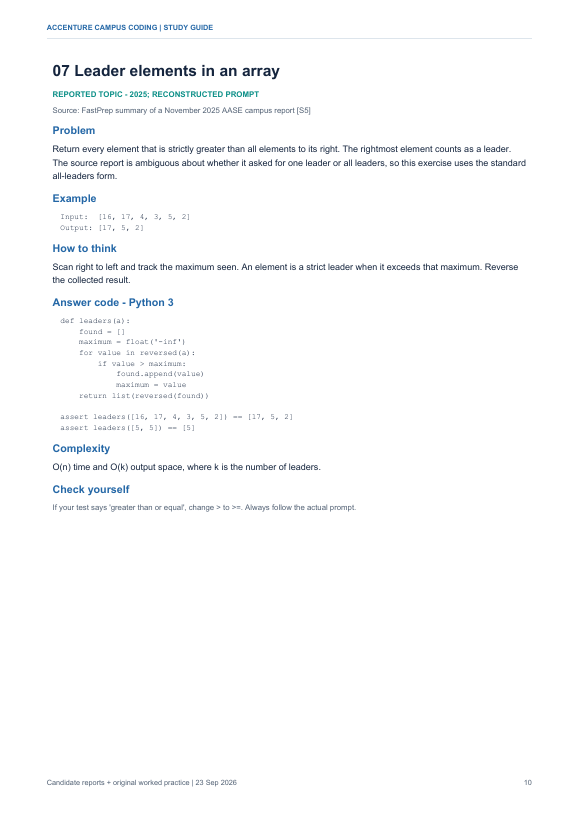 ACCENTURE CAMPUS CODING | STUDY GUIDE
07 Leader elements in an array
REPORTED TOPIC - 2025; RECONSTRUCTED PROMPT
Source: FastPrep summary of a November 2025 AASE campus report [S5]
Problem
Return every element that is strictly greater than all elements to its right. The rightmost element counts as a leader.
The source report is ambiguous about whether it asked for one leader or all leaders, so this exercise uses the standard
all-leaders form.
Example
Input:  [16, 17, 4, 3, 5, 2]
Output: [17, 5, 2]
How to think
Scan right to left and track the maximum seen. An element is a strict leader when it exceeds that maximum. Reverse
the collected result.
Answer code - Python 3
def leaders(a):
    found = []
    maximum = float('-inf')
    for value in reversed(a):
        if value > maximum:
            found.append(value)
            maximum = value
    return list(reversed(found))
assert leaders([16, 17, 4, 3, 5, 2]) == [17, 5, 2]
assert leaders([5, 5]) == [5]
Complexity
O(n) time and O(k) output space, where k is the number of leaders.
Check yourself
If your test says 'greater than or equal', change > to >=. Always follow the actual prompt.
Candidate reports + original worked practice | 23 Sep 2026
10